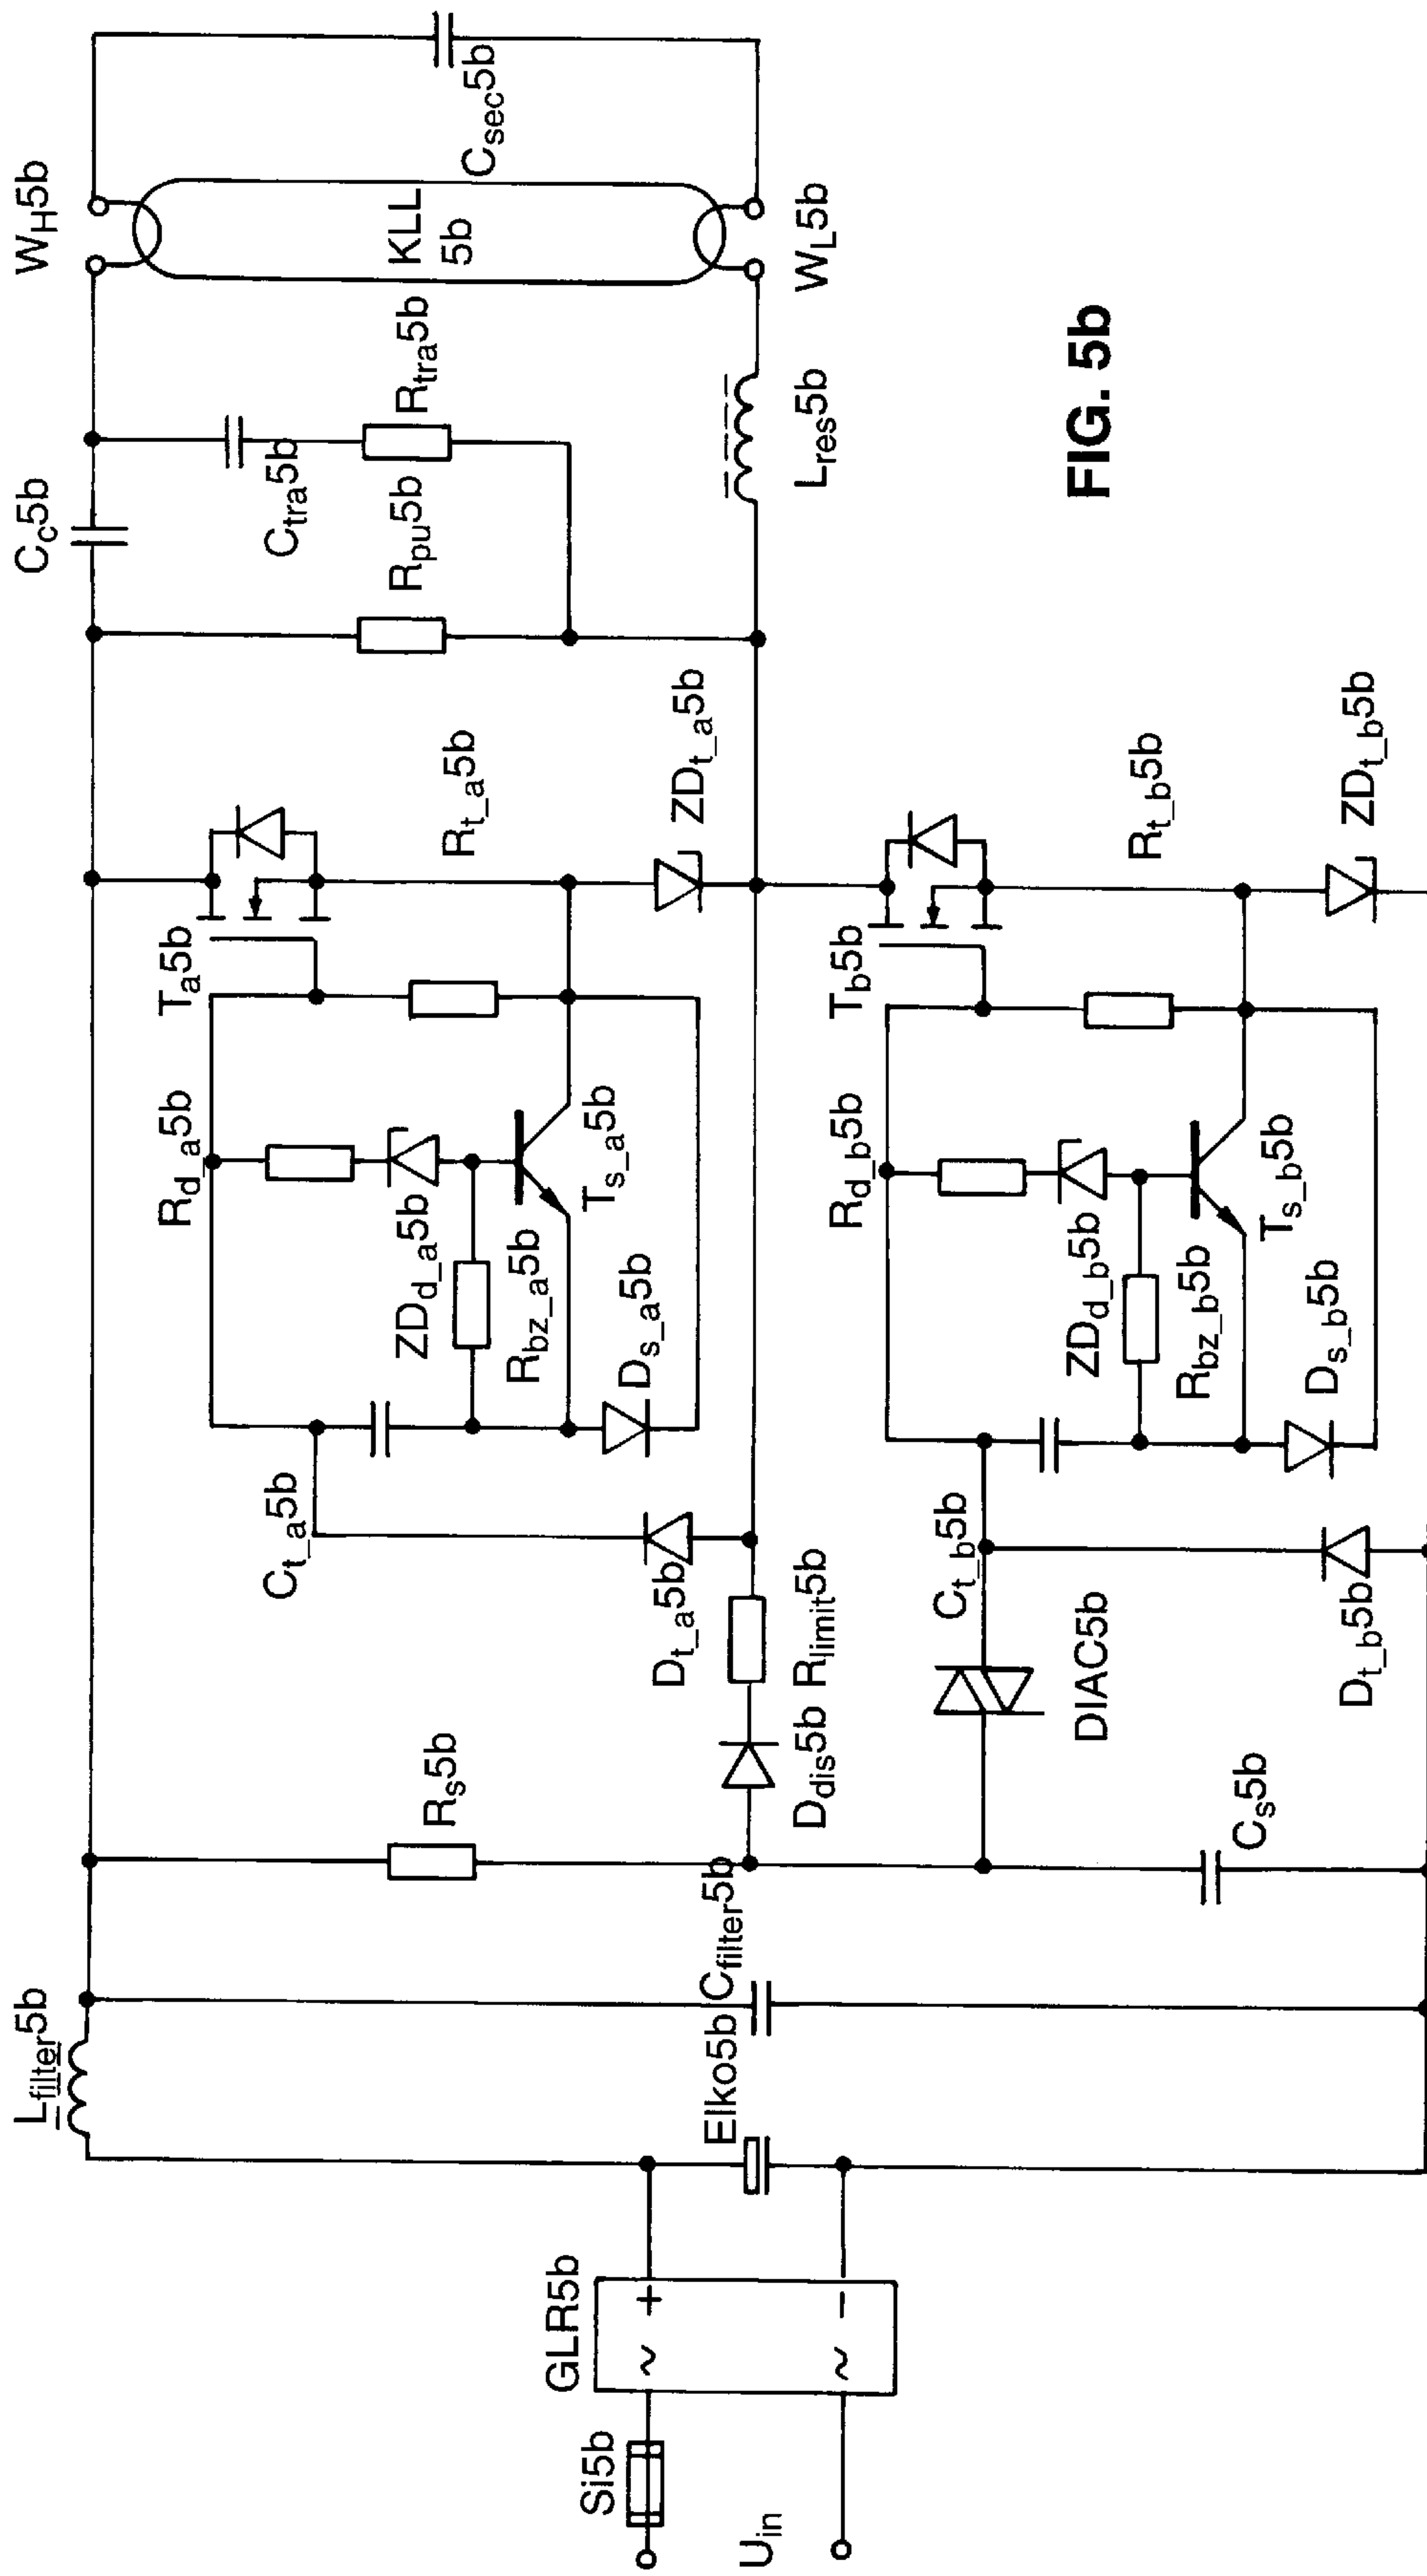 U_in
Si5b
GLR5b
~ +
~ −
Elko5b
L_filter5b
C_filter5b
R_s5b
C_s5b
D_dis5b
R_limit5b
DIAC5b
D_t_a5b
D_t_b5b
C_t_a5b
C_t_b5b
R_d_a5b
ZD_d_a5b
R_bz_a5b
D_s_a5b
T_s_a5b
T_a5b
R_t_a5b
ZD_t_a5b
R_d_b5b
ZD_d_b5b
R_bz_b5b
D_s_b5b
T_s_b5b
T_b5b
R_t_b5b
ZD_t_b5b
C_c5b
R_pu5b
C_tra5b
R_tra5b
L_res5b
W_H5b
KLL
5b
W_L5b
C_sec5b
FIG. 5b